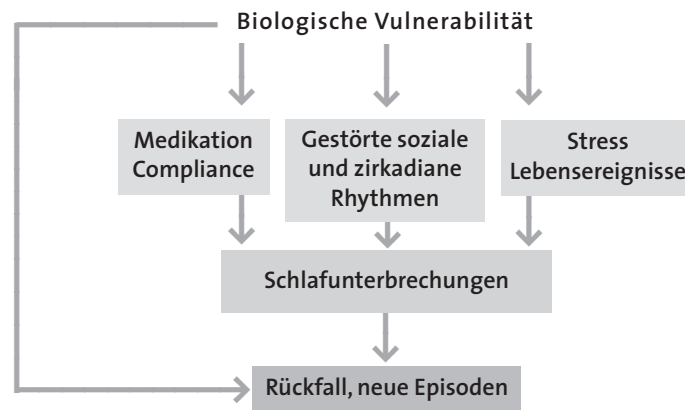 Biologische Vulnerabilität
Medikation
Compliance
Gestörte soziale
und zirkadiane
Rhythmen
Stress
Lebensereignisse
Schlafunterbrechungen
Rückfall, neue Episoden